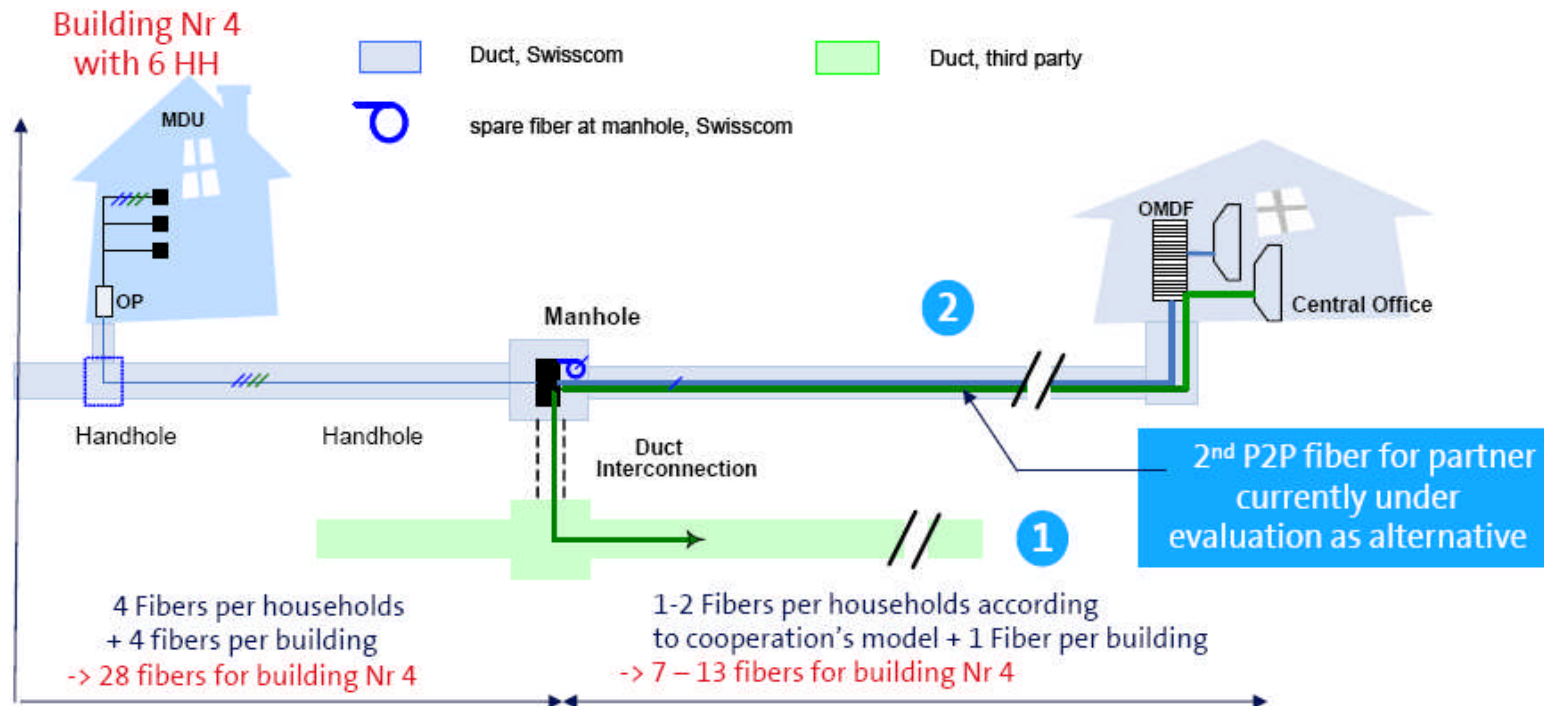 Building Nr 4
with 6 HH
Duct, Swisscom
Duct, third party
spare fiber at manhole, Swisscom
MDU
OP
OMDF
Central Office
Manhole
2
Handhole
Handhole
Duct
Interconnection
2nd P2P fiber for partner
currently under
evaluation as alternative
1
4 Fibers per households
+ 4 fibers per building
-> 28 fibers for building Nr 4
1-2 Fibers per households according
to cooperation's model + 1 Fiber per building
-> 7 – 13 fibers for building Nr 4